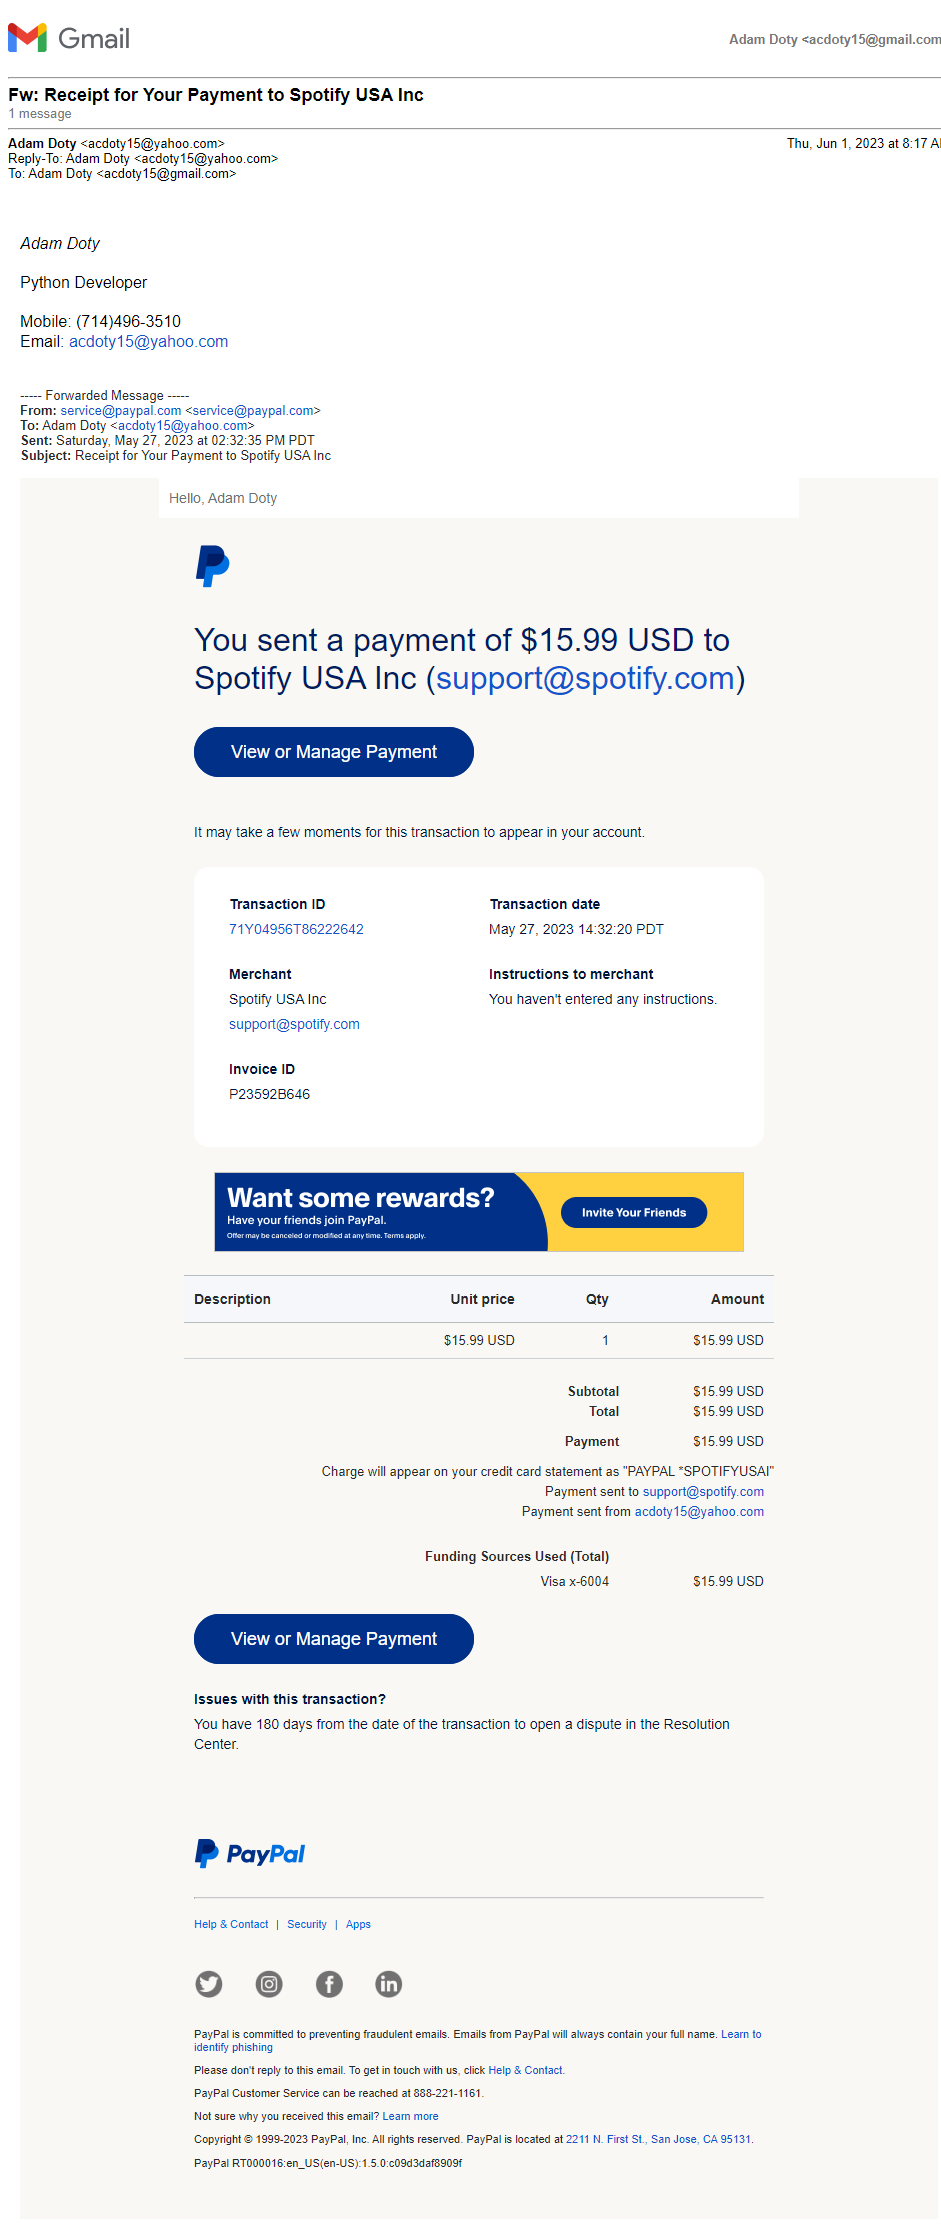 Gmail
Adam Doty <acdoty15@gmail.com
Fw: Receipt for Your Payment to Spotify USA Inc
1 message
Adam Doty <acdoty15@yahoo.com>
Thu, Jun 1, 2023 at 8:17 AM
Reply-To: Adam Doty <acdoty15@yahoo.com>
To: Adam Doty <acdoty15@gmail.com>
Adam Doty
Python Developer
Mobile: (714)496-3510
Email: acdoty15@yahoo.com
----- Forwarded Message -----
From: service@paypal.com <service@paypal.com>
To: Adam Doty <acdoty15@yahoo.com>
Sent: Saturday, May 27, 2023 at 02:32:35 PM PDT
Subject: Receipt for Your Payment to Spotify USA Inc
Hello, Adam Doty
You sent a payment of $15.99 USD to
Spotify USA Inc (support@spotify.com)
View or Manage Payment
It may take a few moments for this transaction to appear in your account.
Transaction ID
71Y04956T86222642
Transaction date
May 27, 2023 14:32:20 PDT
Merchant
Spotify USA Inc
support@spotify.com
Instructions to merchant
You haven't entered any instructions.
Invoice ID
P23592B646
Want some rewards?
Have your friends join PayPal.
Offer may be canceled or modified at any time. Terms apply.
Invite Your Friends
Description Unit price Qty Amount
$15.99 USD 1 $15.99 USD
Subtotal $15.99 USD
Total $15.99 USD
Payment $15.99 USD
Charge will appear on your credit card statement as "PAYPAL *SPOTIFYUSAI"
Payment sent to support@spotify.com
Payment sent from acdoty15@yahoo.com
Funding Sources Used (Total)
Visa x-6004 $15.99 USD
View or Manage Payment
Issues with this transaction?
You have 180 days from the date of the transaction to open a dispute in the Resolution
Center.
PayPal
Help & Contact | Security | Apps
PayPal is committed to preventing fraudulent emails. Emails from PayPal will always contain your full name. Learn to
identify phishing
Please don't reply to this email. To get in touch with us, click Help & Contact.
PayPal Customer Service can be reached at 888-221-1161.
Not sure why you received this email? Learn more
Copyright © 1999-2023 PayPal, Inc. All rights reserved. PayPal is located at 2211 N. First St., San Jose, CA 95131.
PayPal RT000016:en_US(en-US):1.5.0:c09d3daf8909f